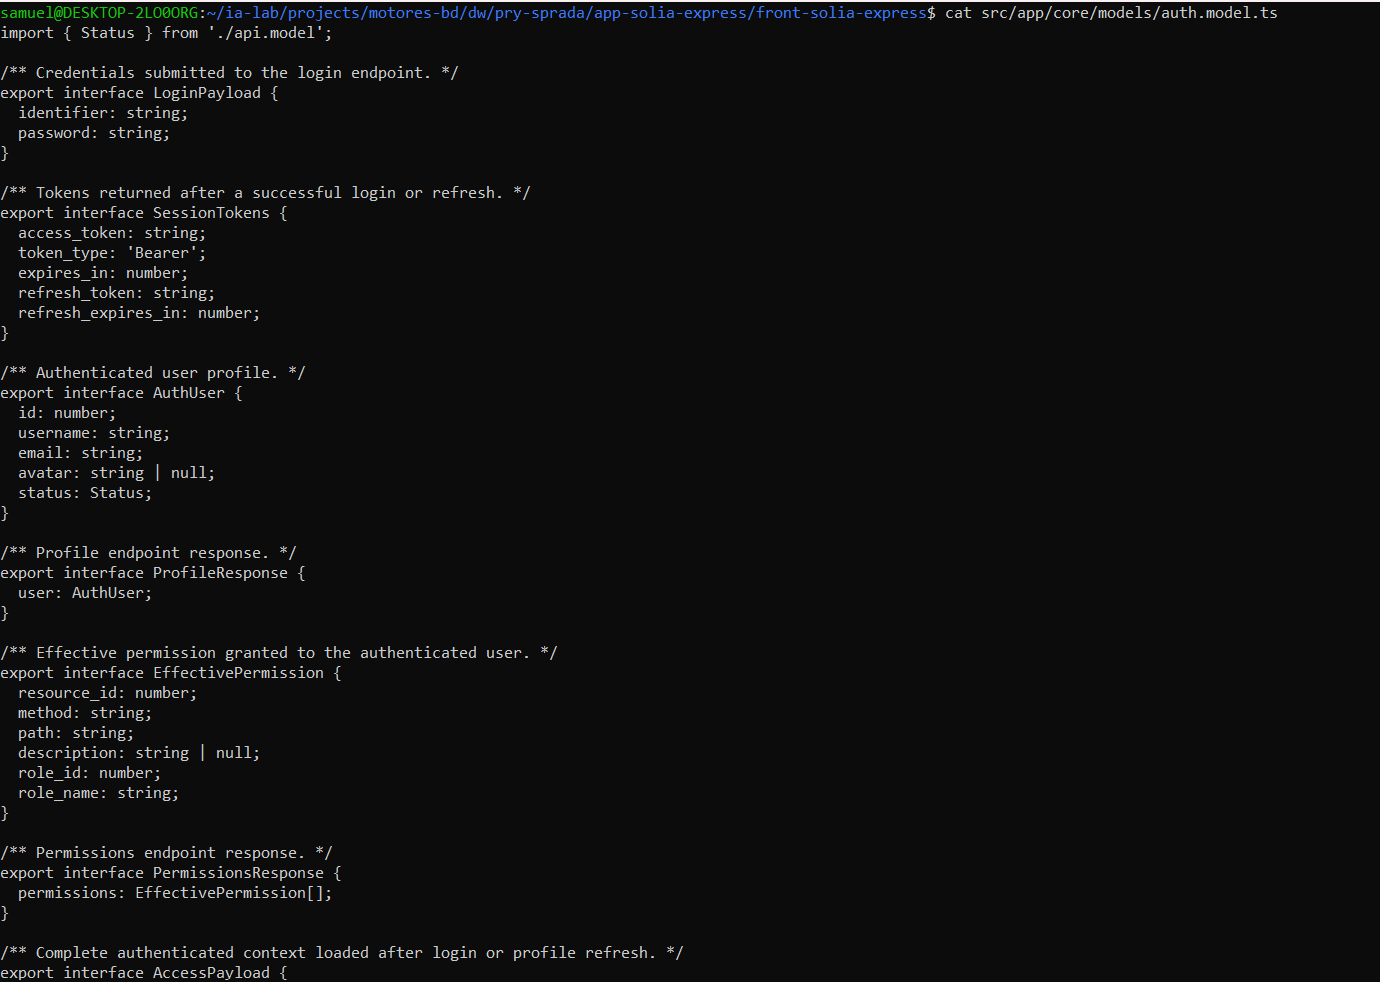 samuel@DESKTOP-2LO0ORG:~/ia-lab/projects/motores-bd/dw/pry-sprada/app-solia-express/front-solia-express$ cat src/app/core/models/auth.model.ts
import { Status } from './api.model';

/** Credentials submitted to the login endpoint. */
export interface LoginPayload {
  identifier: string;
  password: string;
}

/** Tokens returned after a successful login or refresh. */
export interface SessionTokens {
  access_token: string;
  token_type: 'Bearer';
  expires_in: number;
  refresh_token: string;
  refresh_expires_in: number;
}

/** Authenticated user profile. */
export interface AuthUser {
  id: number;
  username: string;
  email: string;
  avatar: string | null;
  status: Status;
}

/** Profile endpoint response. */
export interface ProfileResponse {
  user: AuthUser;
}

/** Effective permission granted to the authenticated user. */
export interface EffectivePermission {
  resource_id: number;
  method: string;
  path: string;
  description: string | null;
  role_id: number;
  role_name: string;
}

/** Permissions endpoint response. */
export interface PermissionsResponse {
  permissions: EffectivePermission[];
}

/** Complete authenticated context loaded after login or profile refresh. */
export interface AccessPayload {